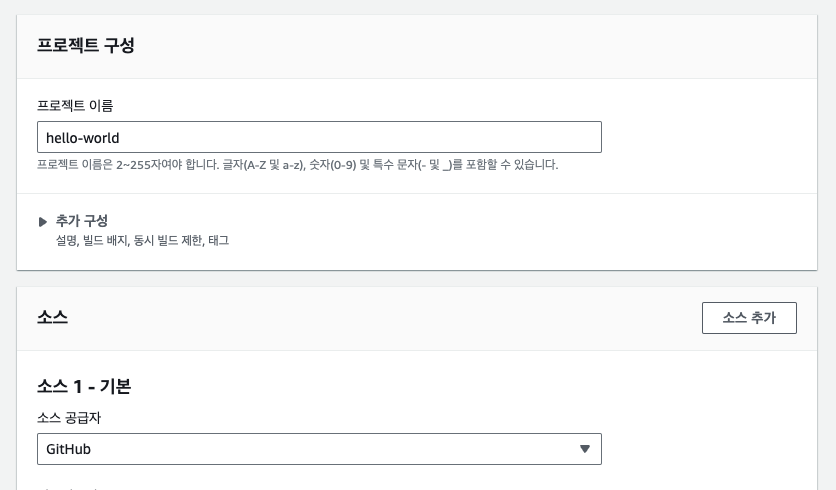 프로젝트 구성
프로젝트 이름
hello-world
프로젝트 이름은 2~255자여야 합니다. 글자(A-Z 및 a-z), 숫자(0-9) 및 특수 문자(- 및 _)를 포함할 수 있습니다.
추가 구성
설명, 빌드 배지, 동시 빌드 제한, 태그
소스
소스 추가
소스 1 - 기본
소스 공급자
GitHub